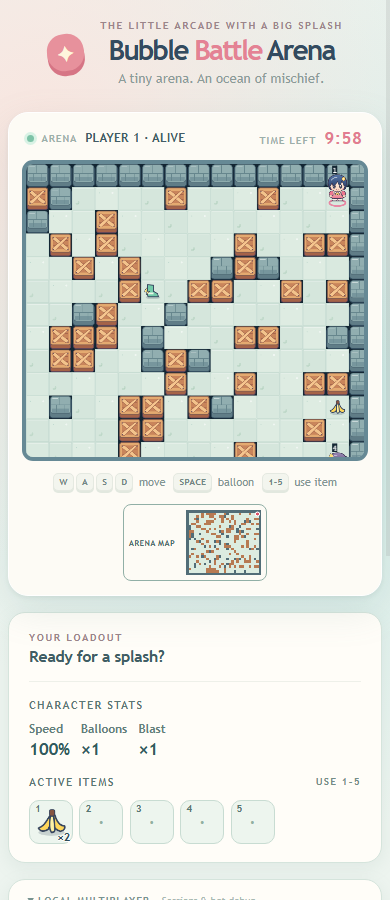 THE LITTLE ARCADE WITH A BIG SPLASH
Bubble Battle Arena
A tiny arena. An ocean of mischief.
ARENA PLAYER 1 · ALIVE
TIME LEFT 9:58
W A S D move SPACE balloon 1-5 use item
ARENA MAP
YOUR LOADOUT
Ready for a splash?
CHARACTER STATS
Speed Balloons Blast
100% ×1 ×1
ACTIVE ITEMS USE 1-5
1 2 3 4 5
×2